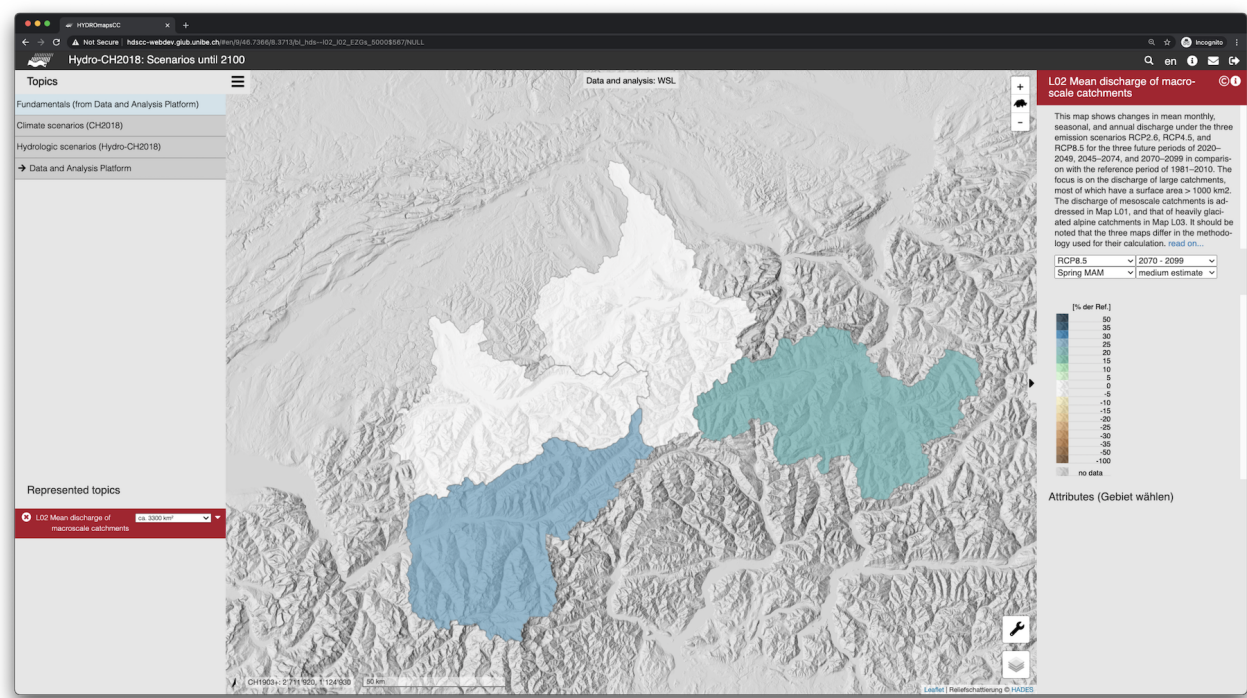 HYDROmapsCC
Not Secure | hdscc-webdev.giub.unibe.ch/#en/9/46.7366/8.3713/bl_hds--l02_l02_EZGs_5000$567/NULL
Incognito
Hydro-CH2018: Scenarios until 2100
en
Topics
Fundamentals (from Data and Analysis Platform)
Climate scenarios (CH2018)
Hydrologic scenarios (Hydro-CH2018)
→ Data and Analysis Platform
Represented topics
L02 Mean discharge of
macroscale catchments
ca. 3300 km²
Data and analysis: WSL
+
-
CH1903+: 2'711'920, 1'124'930
50 km
Leaflet | Reliefschattierung © HADES
L02 Mean discharge of macro-
scale catchments
©
This map shows changes in mean monthly,
seasonal, and annual discharge under the three
emission scenarios RCP2.6, RCP4.5, and
RCP8.5 for the three future periods of 2020–
2049, 2045–2074, and 2070–2099 in comparis-
on with the reference period of 1981–2010. The
focus is on the discharge of large catchments,
most of which have a surface area > 1000 km2.
The discharge of mesoscale catchments is ad-
dressed in Map L01, and that of heavily glaci-
ated alpine catchments in Map L03. It should be
noted that the three maps differ in the methodo-
logy used for their calculation. read on...
RCP8.5 2070 - 2099
Spring MAM medium estimate
[% der Ref.]
50
35
30
25
20
15
10
5
0
-5
-10
-15
-20
-25
-30
-35
-50
-100
no data
Attributes (Gebiet wählen)